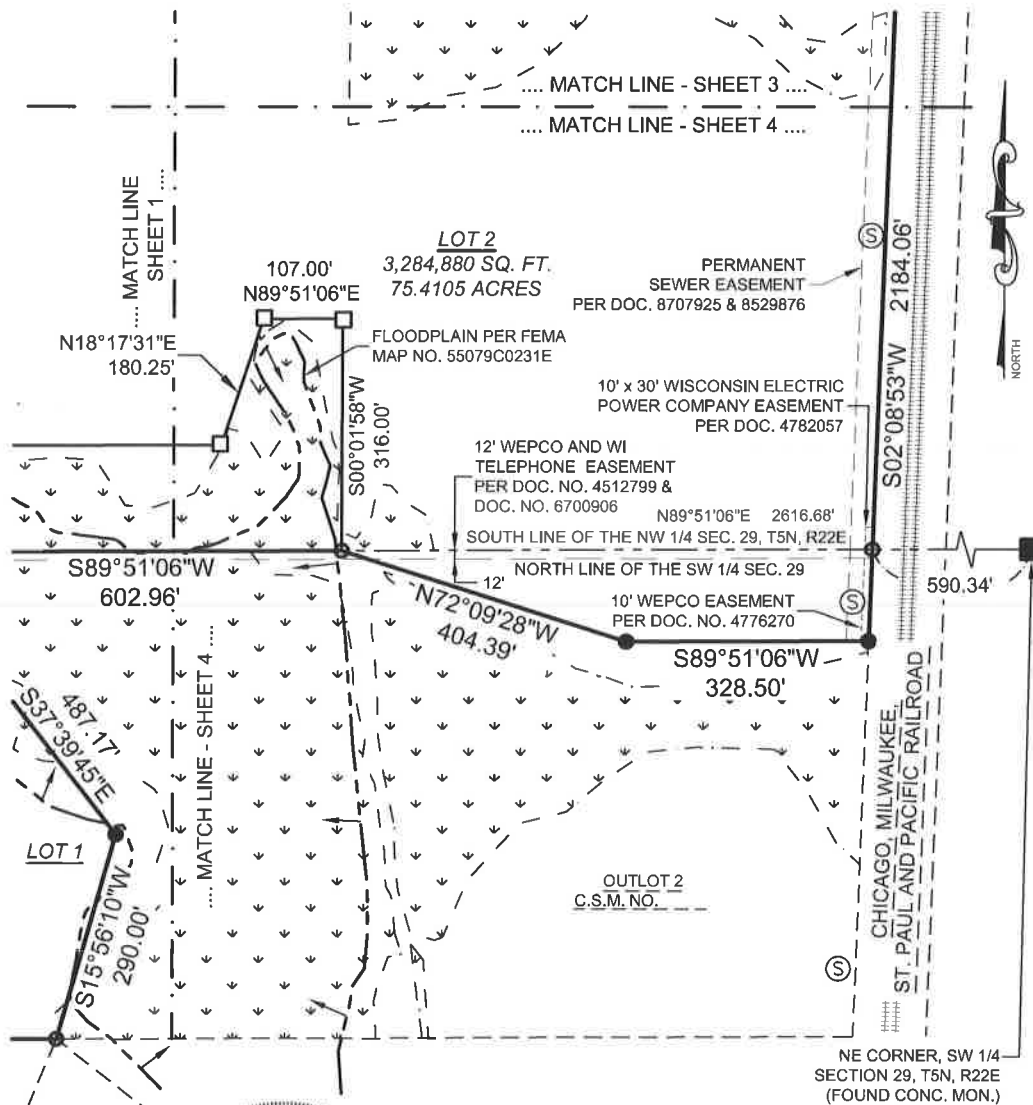 .... MATCH LINE - SHEET 3 ....
.... MATCH LINE - SHEET 4 ....
.... MATCH LINE
SHEET 1 ....
LOT 2
3,284,880 SQ. FT.
75.4105 ACRES
107.00'
N89°51'06"E
N18°17'31"E
180.25'
FLOODPLAIN PER FEMA
MAP NO. 55079C0231E
S00°01'58"W
316.00'
PERMANENT
SEWER EASEMENT
PER DOC. 8707925 & 8529876
S
S02°08'53"W 2184.06'
NORTH
10' x 30' WISCONSIN ELECTRIC
POWER COMPANY EASEMENT
PER DOC. 4782057
12' WEPCO AND WI
TELEPHONE EASEMENT
PER DOC. NO. 4512799 &
DOC. NO. 6700906
N89°51'06"E 2616.68'
SOUTH LINE OF THE NW 1/4 SEC. 29, T5N, R22E
NORTH LINE OF THE SW 1/4 SEC. 29
12'
590.34'
S89°51'06"W
602.96'
N72°09'28"W
404.39'
10' WEPCO EASEMENT
PER DOC. NO. 4776270
S
S89°51'06"W
328.50'
.... MATCH LINE - SHEET 4 ....
487.17'
S37°39'45"E
LOT 1
S15°56'10"W
290.00'
OUTLOT 2
C.S.M. NO.
S
CHICAGO, MILWAUKEE,
ST. PAUL AND PACIFIC RAILROAD
NE CORNER, SW 1/4
SECTION 29, T5N, R22E
(FOUND CONC. MON.)